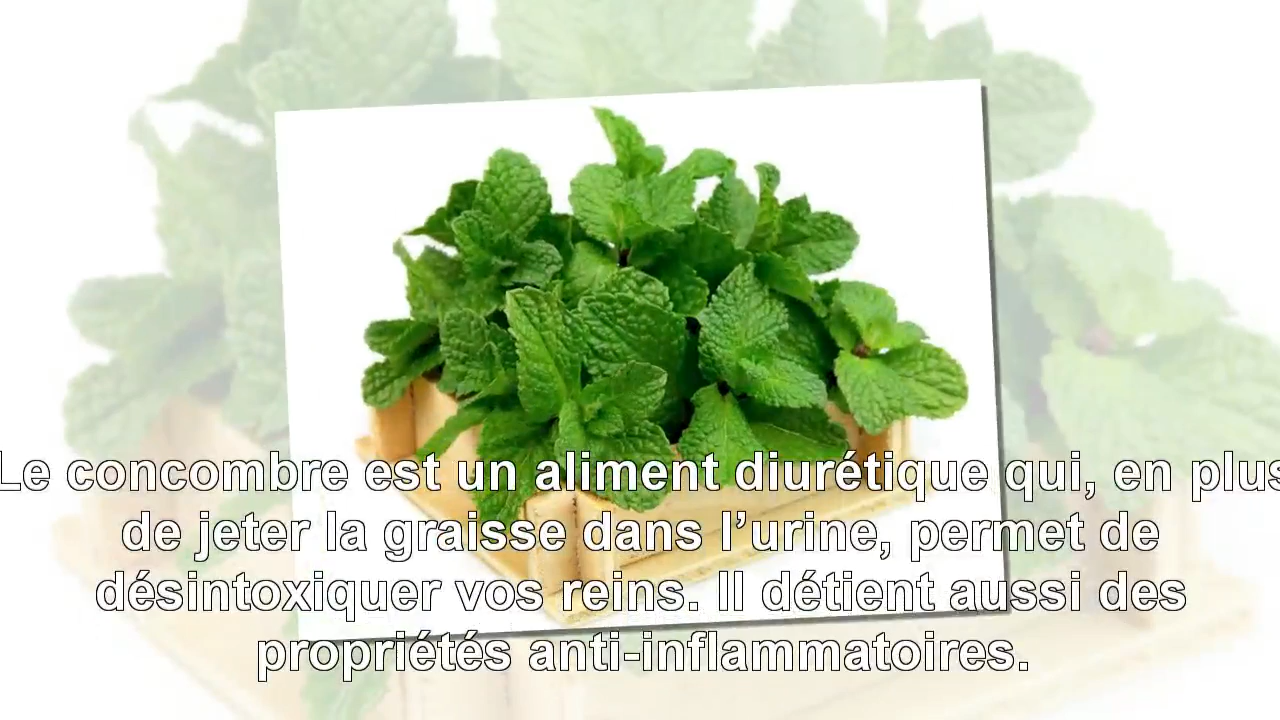 Le concombre est un aliment diurétique qui, en plus
de jeter la graisse dans l’urine, permet de
désintoxiquer vos reins. Il détient aussi des
propriétés anti-inflammatoires.